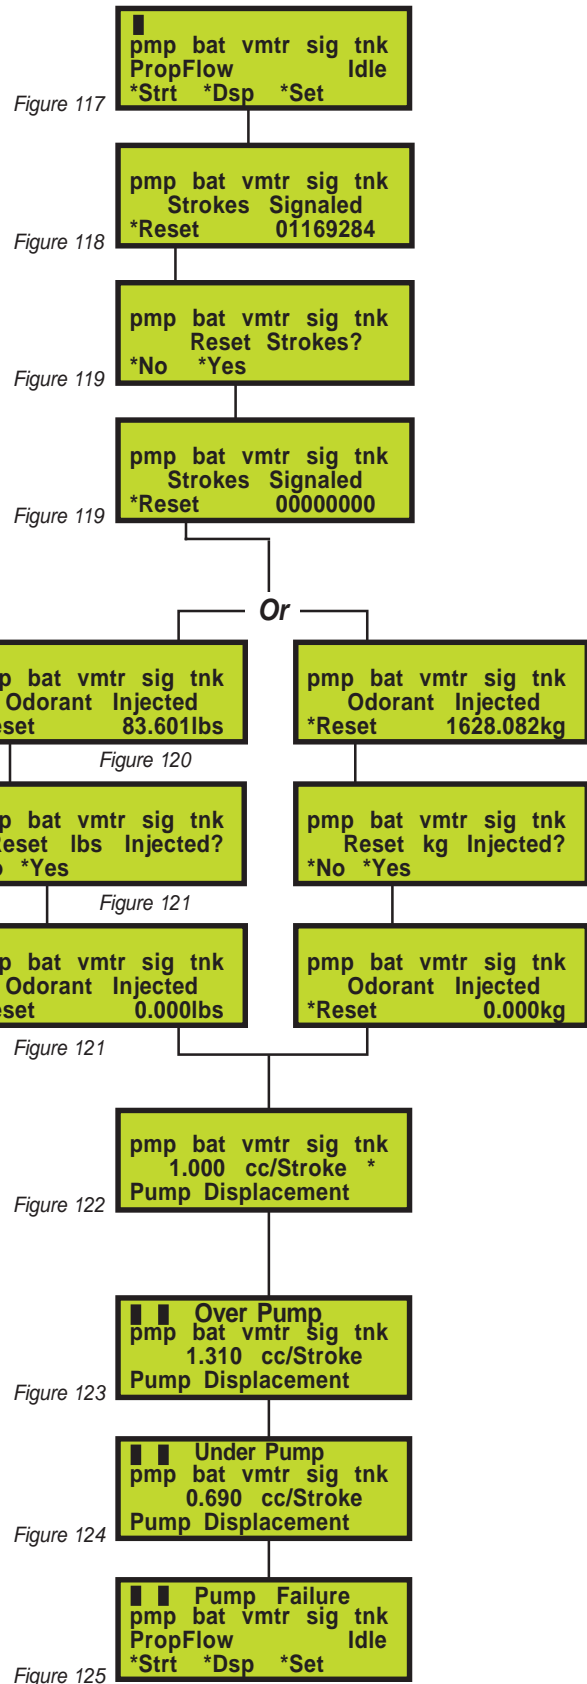 pmp bat vmtr sig tnk
PropFlow Idle
*Strt *Dsp *Set
Figure 117
pmp bat vmtr sig tnk
Strokes Signaled
*Reset 01169284
Figure 118
pmp bat vmtr sig tnk
Reset Strokes?
*No *Yes
Figure 119
pmp bat vmtr sig tnk
Strokes Signaled
*Reset 00000000
Figure 119
Or
p bat vmtr sig tnk
Odorant Injected
eset 83.601lbs
Figure 120
p bat vmtr sig tnk
eset lbs Injected?
o *Yes
Figure 121
p bat vmtr sig tnk
Odorant Injected
eset 0.000lbs
Figure 121
pmp bat vmtr sig tnk
Odorant Injected
*Reset 1628.082kg
pmp bat vmtr sig tnk
Reset kg Injected?
*No *Yes
pmp bat vmtr sig tnk
Odorant Injected
*Reset 0.000kg
pmp bat vmtr sig tnk
1.000 cc/Stroke *
Pump Displacement
Figure 122
Over Pump
pmp bat vmtr sig tnk
1.310 cc/Stroke
Pump Displacement
Figure 123
Under Pump
pmp bat vmtr sig tnk
0.690 cc/Stroke
Pump Displacement
Figure 124
Pump Failure
pmp bat vmtr sig tnk
PropFlow Idle
*Strt *Dsp *Set
Figure 125